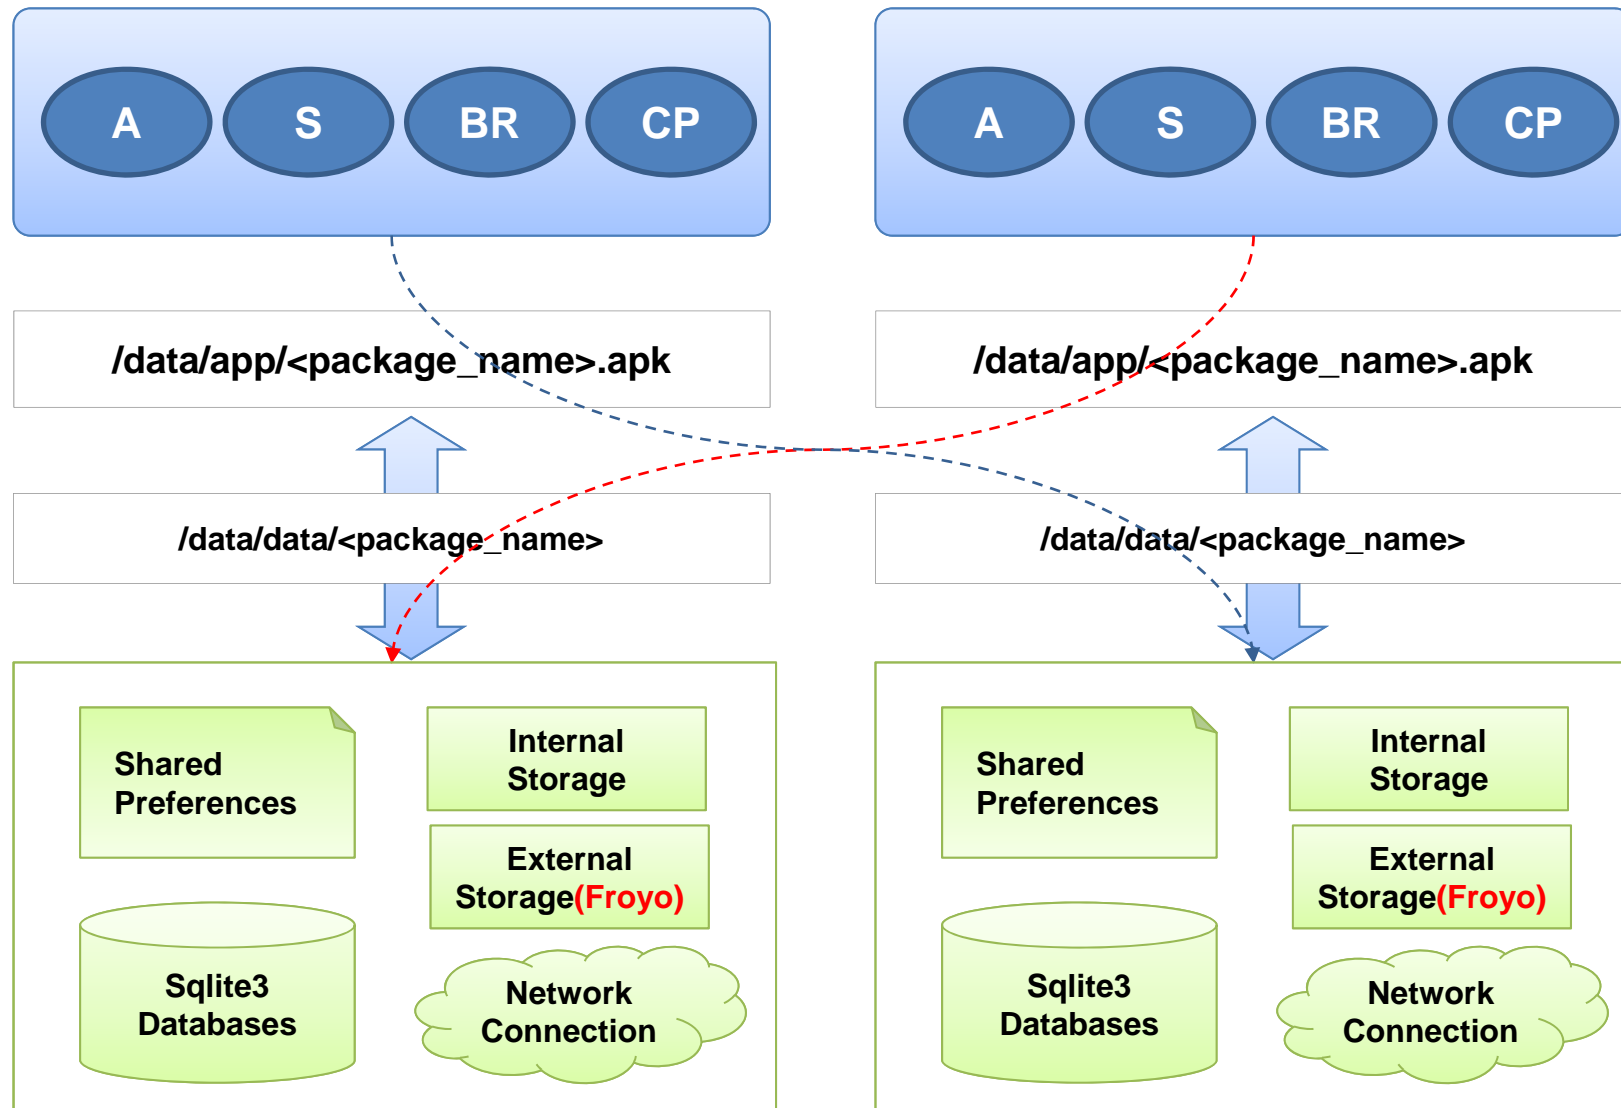 A S BR CP
A S BR CP
/data/app/<package_name>.apk
/data/app/<package_name>.apk
/data/data/<package_name>
/data/data/<package_name>
Shared
Preferences
Internal
Storage
External
Storage(Froyo)
Sqlite3
Databases
Network
Connection
Shared
Preferences
Internal
Storage
External
Storage(Froyo)
Sqlite3
Databases
Network
Connection